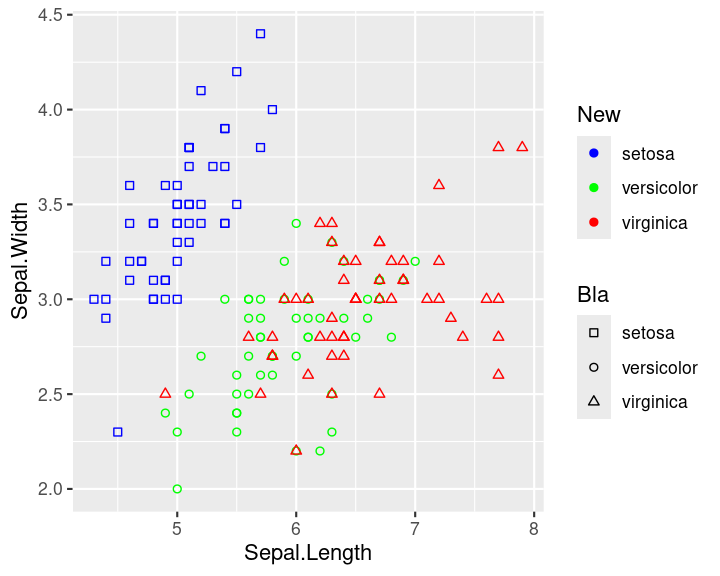 4.5
4.0
3.5
3.0
2.5
2.0
Sepal.Width
5 6 7 8
Sepal.Length
New
setosa
versicolor
virginica
Bla
setosa
versicolor
virginica